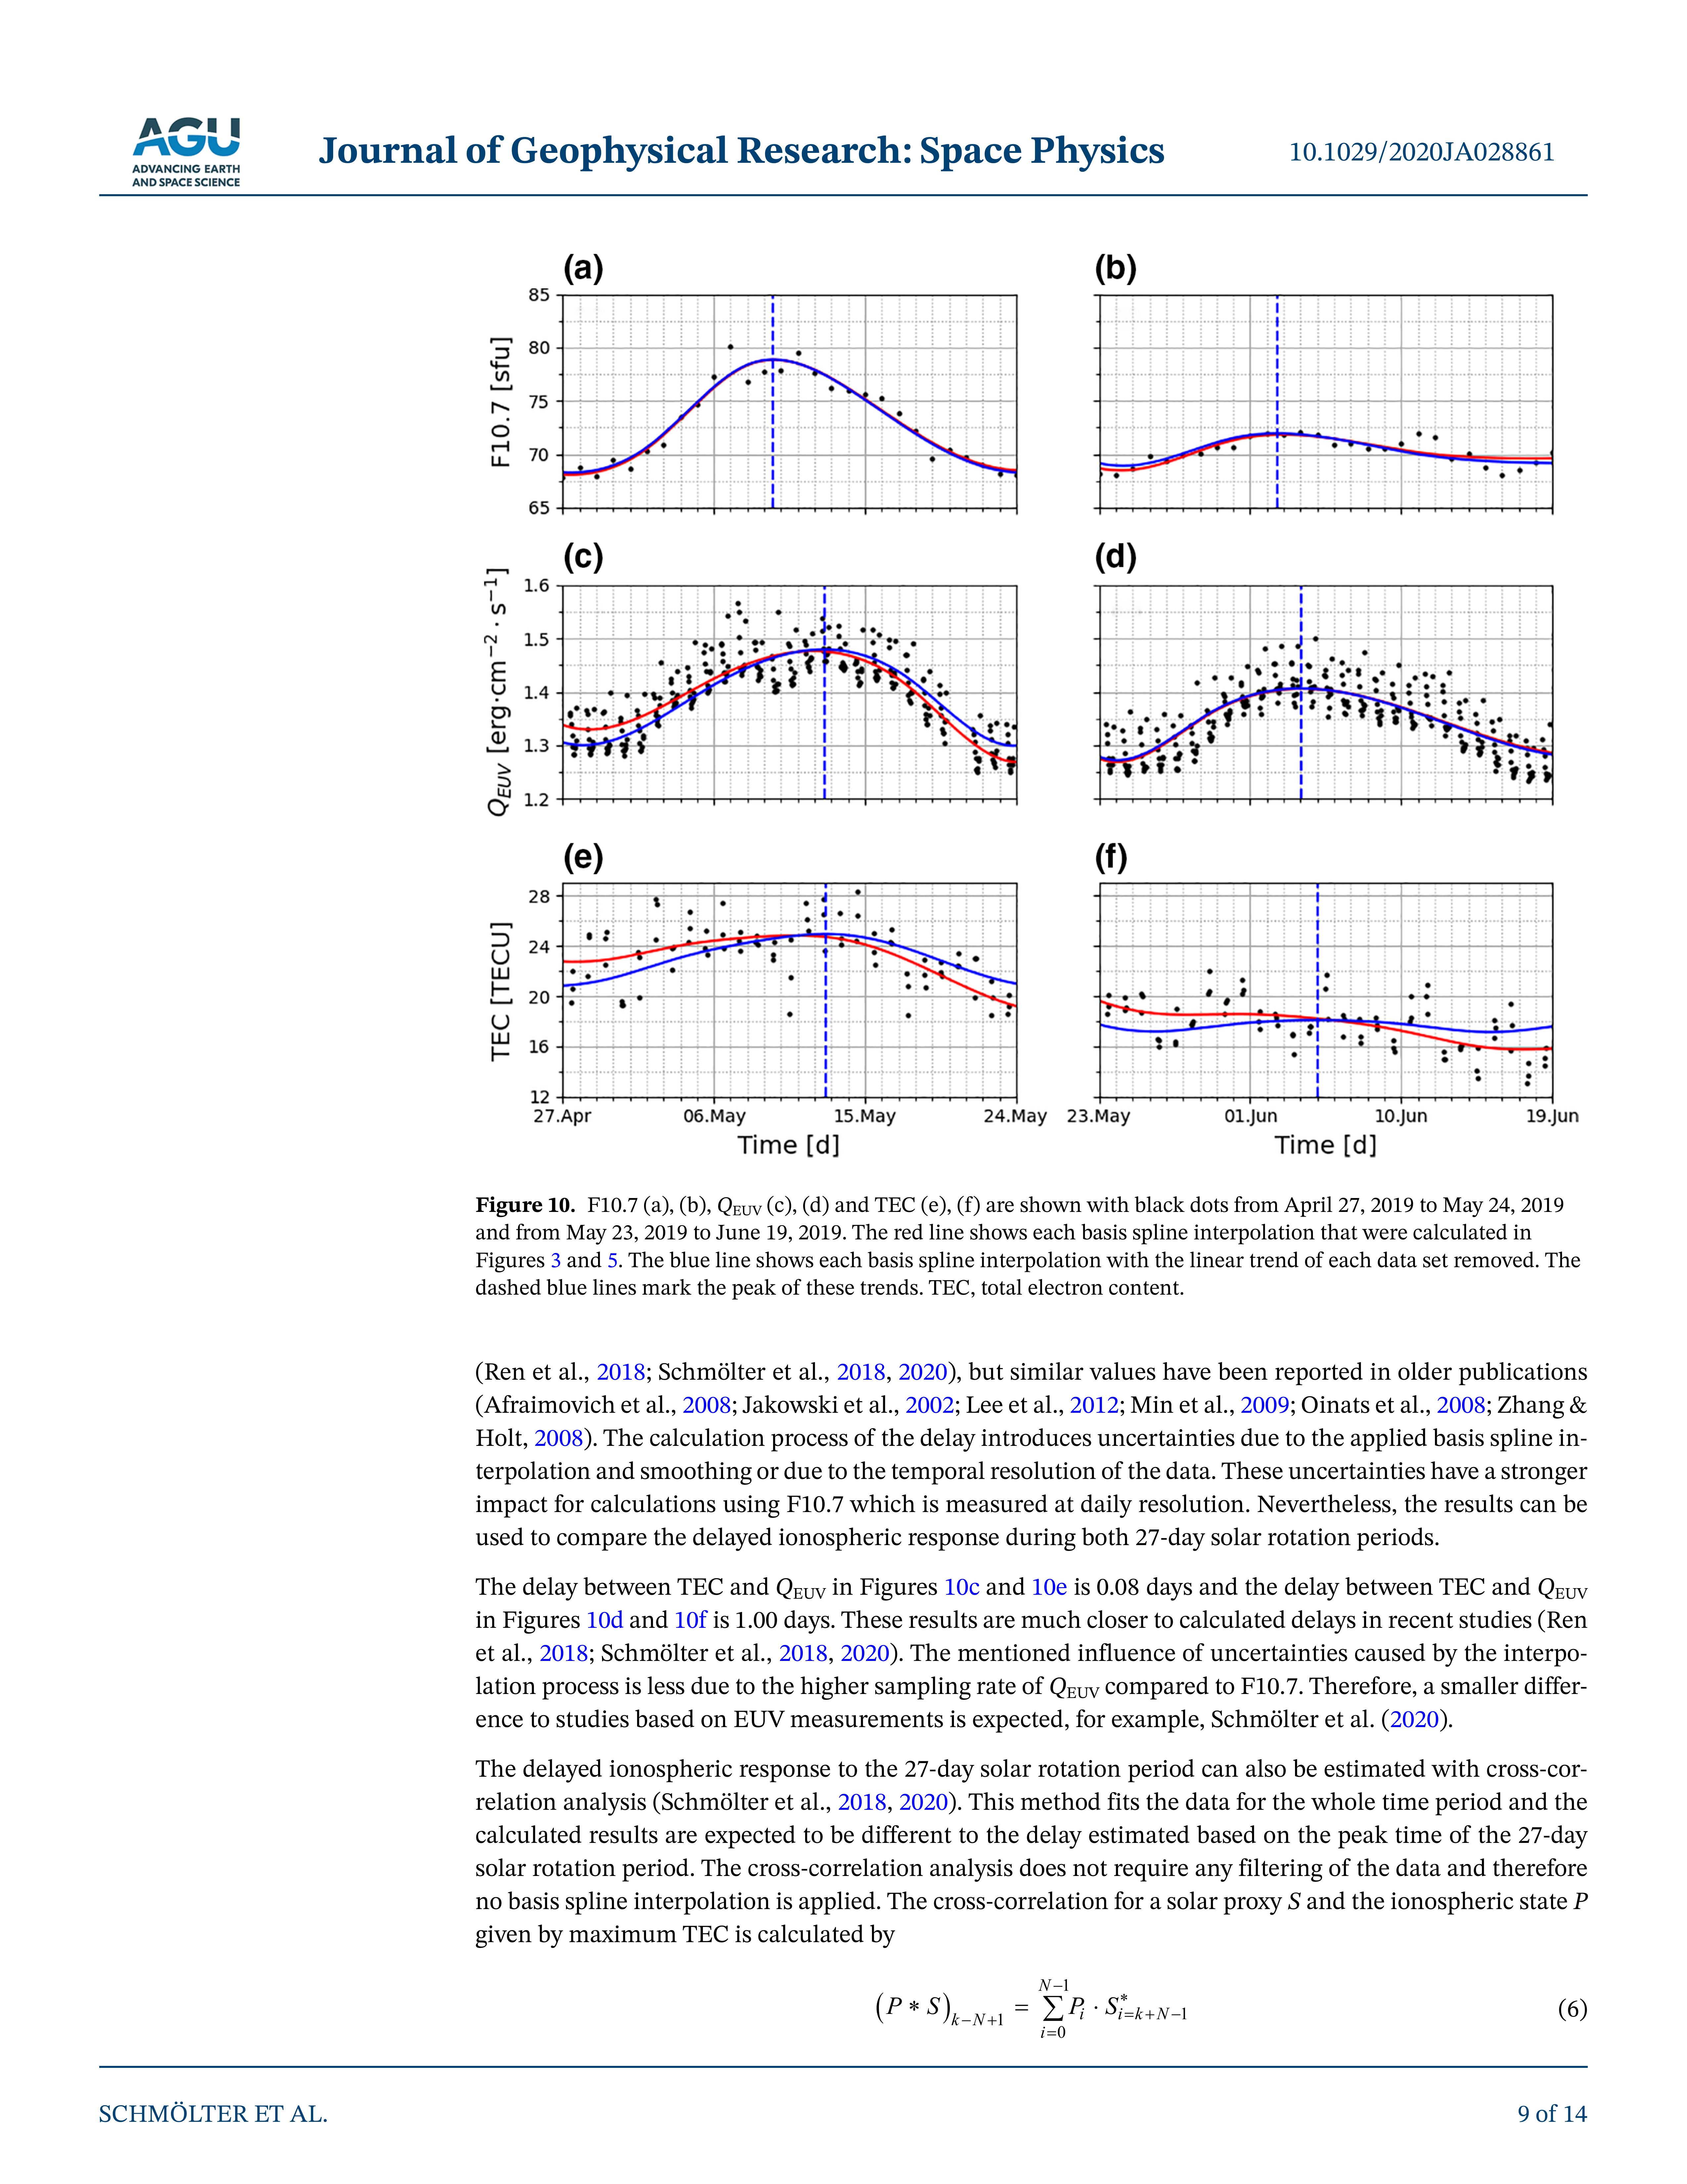 AGU
ADVANCING EARTH
AND SPACE SCIENCE
Journal of Geophysical Research: Space Physics
10.1029/2020JA028861
(a)
(b)
85
80
75
70
65
F10.7 [sfu]
(c)
(d)
1.6
1.5
1.4
1.3
1.2
Q_EUV [erg·cm⁻² · s⁻¹]
(e)
(f)
28
24
20
16
12
TEC [TECU]
27.Apr 06.May 15.May 24.May 23.May 01.Jun 10.Jun 19.Jun
Time [d] Time [d]
Figure 10. F10.7 (a), (b), Q_EUV (c), (d) and TEC (e), (f) are shown with black dots from April 27, 2019 to May 24, 2019
and from May 23, 2019 to June 19, 2019. The red line shows each basis spline interpolation that were calculated in
Figures 3 and 5. The blue line shows each basis spline interpolation with the linear trend of each data set removed. The
dashed blue lines mark the peak of these trends. TEC, total electron content.
(Ren et al., 2018; Schmölter et al., 2018, 2020), but similar values have been reported in older publications
(Afraimovich et al., 2008; Jakowski et al., 2002; Lee et al., 2012; Min et al., 2009; Oinats et al., 2008; Zhang &
Holt, 2008). The calculation process of the delay introduces uncertainties due to the applied basis spline in-
terpolation and smoothing or due to the temporal resolution of the data. These uncertainties have a stronger
impact for calculations using F10.7 which is measured at daily resolution. Nevertheless, the results can be
used to compare the delayed ionospheric response during both 27-day solar rotation periods.
The delay between TEC and Q_EUV in Figures 10c and 10e is 0.08 days and the delay between TEC and Q_EUV
in Figures 10d and 10f is 1.00 days. These results are much closer to calculated delays in recent studies (Ren
et al., 2018; Schmölter et al., 2018, 2020). The mentioned influence of uncertainties caused by the interpo-
lation process is less due to the higher sampling rate of Q_EUV compared to F10.7. Therefore, a smaller differ-
ence to studies based on EUV measurements is expected, for example, Schmölter et al. (2020).
The delayed ionospheric response to the 27-day solar rotation period can also be estimated with cross-cor-
relation analysis (Schmölter et al., 2018, 2020). This method fits the data for the whole time period and the
calculated results are expected to be different to the delay estimated based on the peak time of the 27-day
solar rotation period. The cross-correlation analysis does not require any filtering of the data and therefore
no basis spline interpolation is applied. The cross-correlation for a solar proxy S and the ionospheric state P
given by maximum TEC is calculated by
(P * S)_{k−N+1} = ∑_{i=0}^{N−1} P_i · S*_{i=k+N−1} (6)
SCHMÖLTER ET AL.
9 of 14